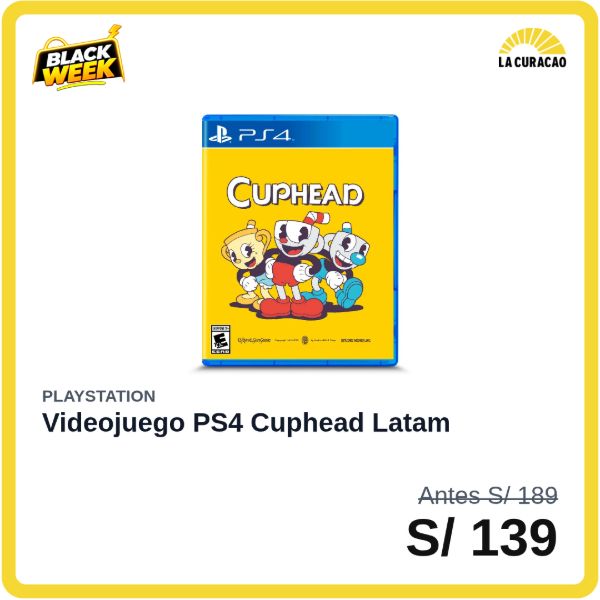 BLACK
WEEK
LA CURACAO
PS4
CUPHEAD
E
PLAYSTATION
Videojuego PS4 Cuphead Latam
Antes S/ 189
S/ 139